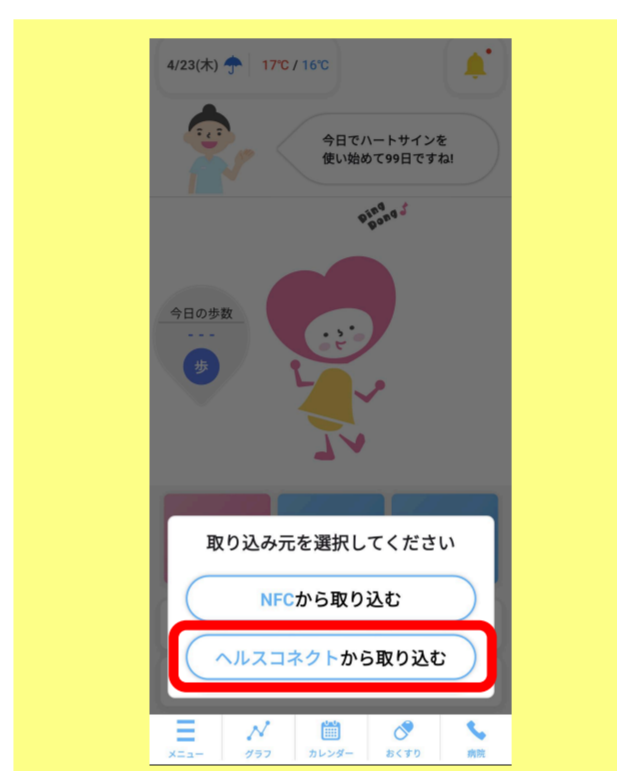 4/23(木) 17℃ / 16℃
今日でハートサインを
使い始めて99日ですね!
Ding
Dong
今日の歩数
---
歩
取り込み元を選択してください
NFCから取り込む
ヘルスコネクトから取り込む
メニュー グラフ カレンダー おくすり 病院